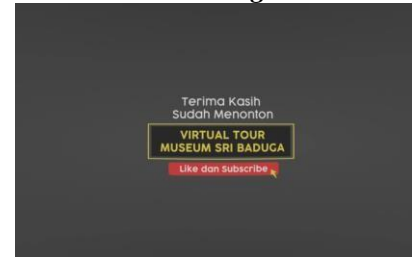 Terima Kasih
Sudah Menonton
VIRTUAL TOUR
MUSEUM SRI BADUGA
Like dan Subscribe